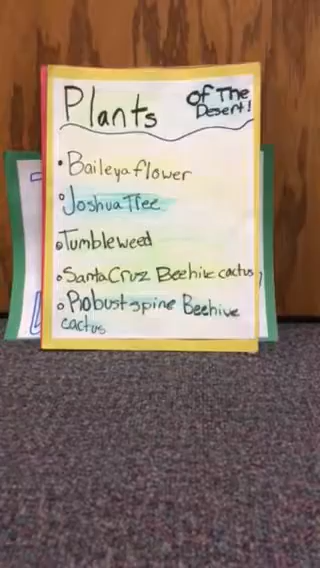 Plants
Of The
Desert!
• Baileya flower
• Joshua Tree
• Tumbleweed
• Santa Cruz Beehive cactus,
• Robust-spine Beehive
cactus